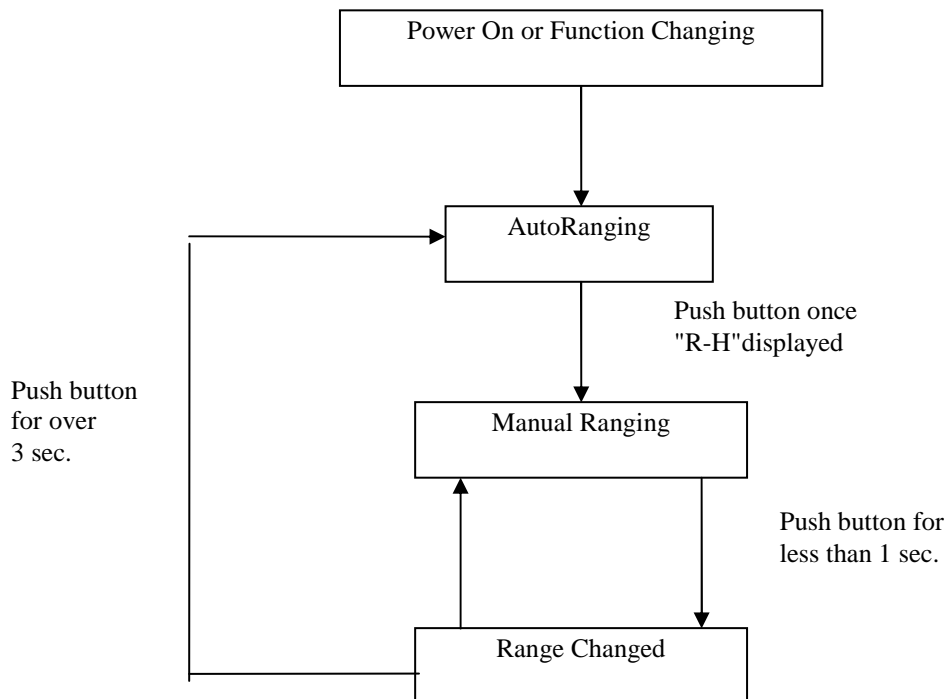 Power On or Function Changing
AutoRanging
Push button once
"R-H"displayed
Push button
for over
3 sec.
Manual Ranging
Push button for
less than 1 sec.
Range Changed